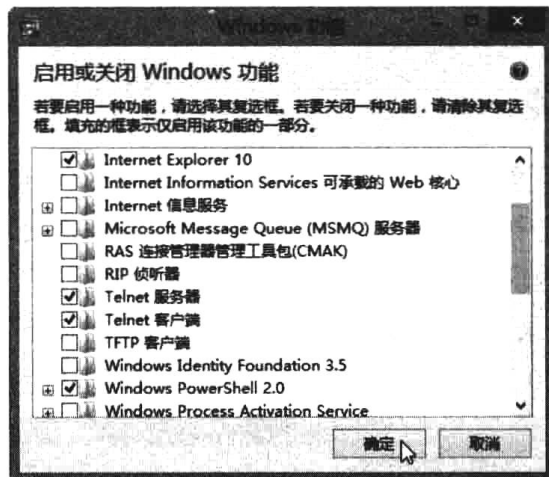 Windows 功能
启用或关闭 Windows 功能
若要启用一种功能，请选择其复选框。若要关闭一种功能，请清除其复选
框。填充的框表示仅启用该功能的一部分。
Internet Explorer 10
Internet Information Services 可承载的 Web 核心
Internet 信息服务
Microsoft Message Queue (MSMQ) 服务器
RAS 连接管理器管理工具包(CMAK)
RIP 侦听器
Telnet 服务器
Telnet 客户端
TFTP 客户端
Windows Identity Foundation 3.5
Windows PowerShell 2.0
Windows Process Activation Service
确定
取消